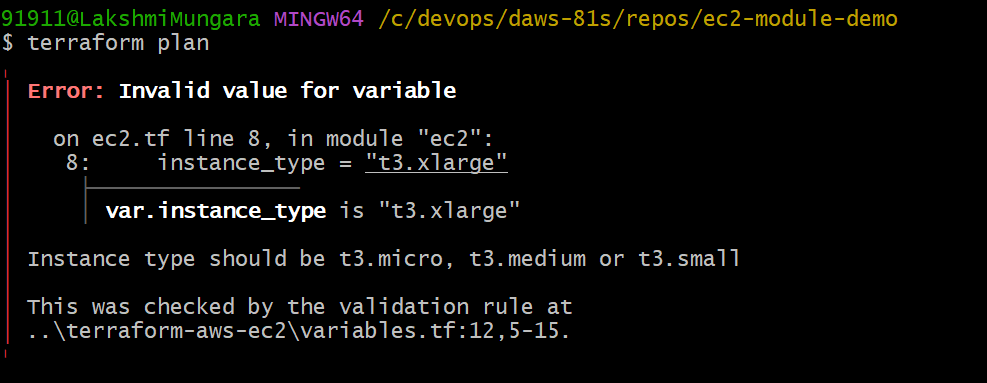 91911@LakshmiMungara MINGW64 /c/devops/daws-81s/repos/ec2-module-demo
$ terraform plan
Error: Invalid value for variable
on ec2.tf line 8, in module "ec2":
8: instance_type = "t3.xlarge"
var.instance_type is "t3.xlarge"
Instance type should be t3.micro, t3.medium or t3.small
This was checked by the validation rule at
..\terraform-aws-ec2\variables.tf:12,5-15.